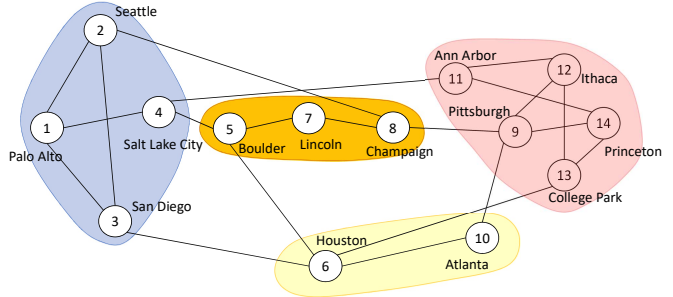 Seattle
2
Ann Arbor
12
Ithaca
11
4
7
Pittsburgh
14
1
5
8
9
Palo Alto
Salt Lake City
Boulder
Lincoln
Champaign
Princeton
13
College Park
San Diego
3
Houston
10
6
Atlanta